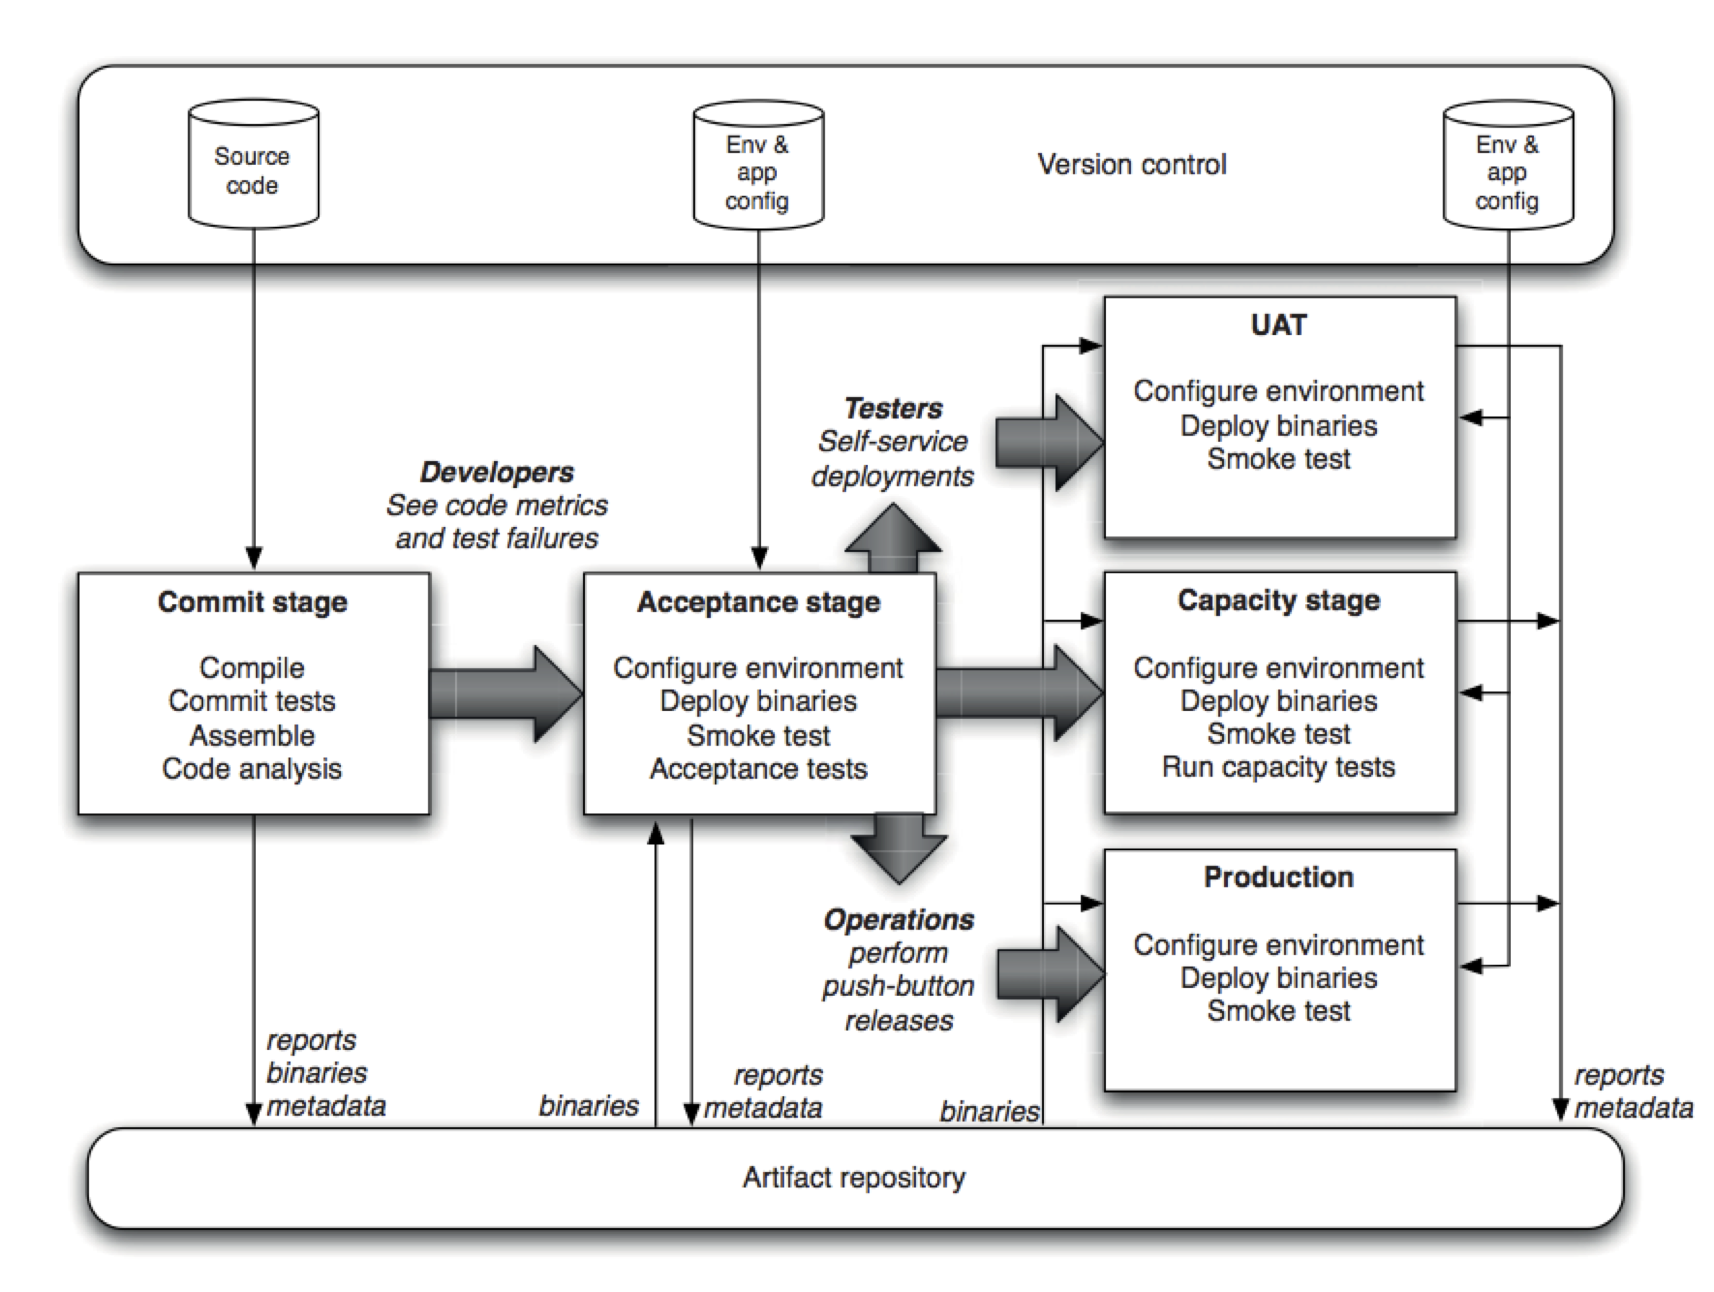 Source
code
Env &
app
config
Version control
Env &
app
config
Developers
See code metrics
and test failures
Testers
Self-service
deployments
UAT
Configure environment
Deploy binaries
Smoke test
Commit stage
Compile
Commit tests
Assemble
Code analysis
Acceptance stage
Configure environment
Deploy binaries
Smoke test
Acceptance tests
Capacity stage
Configure environment
Deploy binaries
Smoke test
Run capacity tests
Operations
perform
push-button
releases
Production
Configure environment
Deploy binaries
Smoke test
reports
binaries
metadata
binaries
reports
metadata
binaries
reports
metadata
Artifact repository